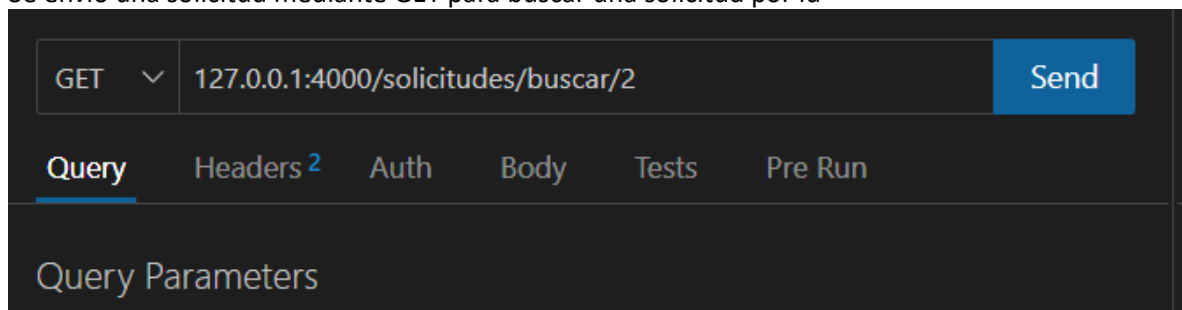 Se envió una solicitud mediante GET para buscar una solicitud por id
GET 127.0.0.1:4000/solicitudes/buscar/2 Send
Query Headers 2 Auth Body Tests Pre Run
Query Parameters